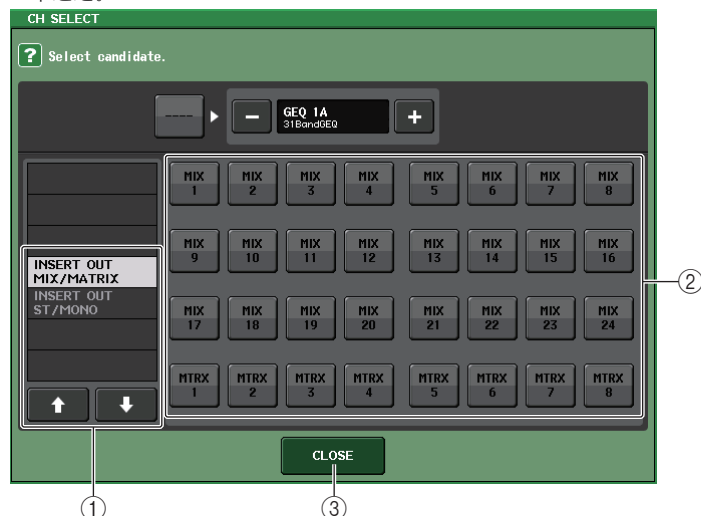 CH SELECT
? Select candidate.
---- − GEQ 1A +
31BandGEQ
MIX 1 MIX 2 MIX 3 MIX 4 MIX 5 MIX 6 MIX 7 MIX 8
MIX 9 MIX 10 MIX 11 MIX 12 MIX 13 MIX 14 MIX 15 MIX 16
INSERT OUT
MIX/MATRIX
INSERT OUT
ST/MONO
②
MIX 17 MIX 18 MIX 19 MIX 20 MIX 21 MIX 22 MIX 23 MIX 24
MTRX 1 MTRX 2 MTRX 3 MTRX 4 MTRX 5 MTRX 6 MTRX 7 MTRX 8
CLOSE
① ③